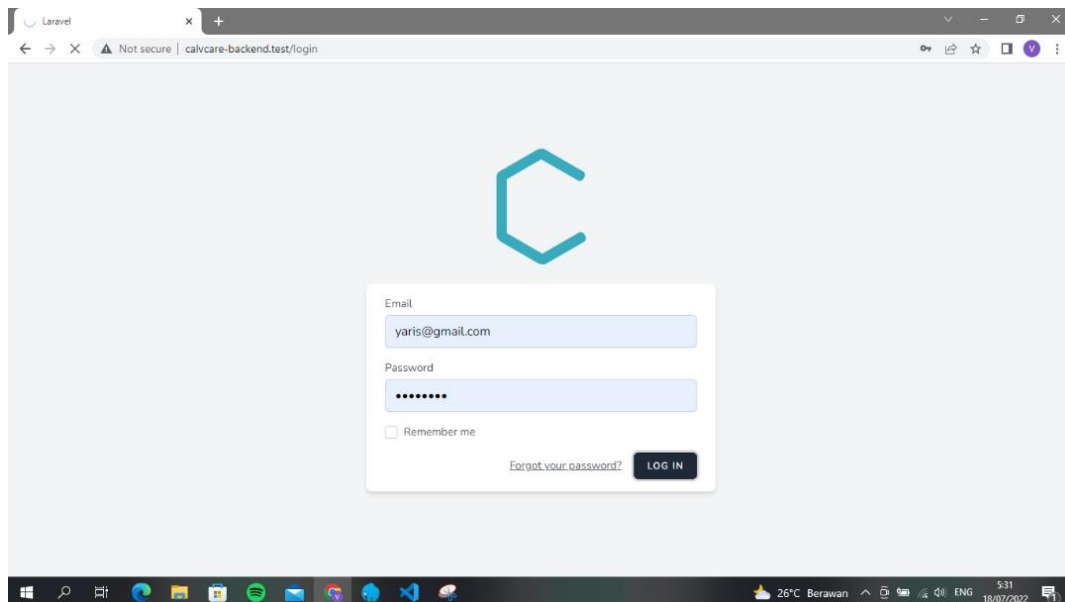 Laravel
Not secure | calvcare-backend.test/login
V
Email
yaris@gmail.com
Password
••••••••
Remember me
Forgot your password? LOG IN
26°C Berawan ENG 5:31
18/07/2022